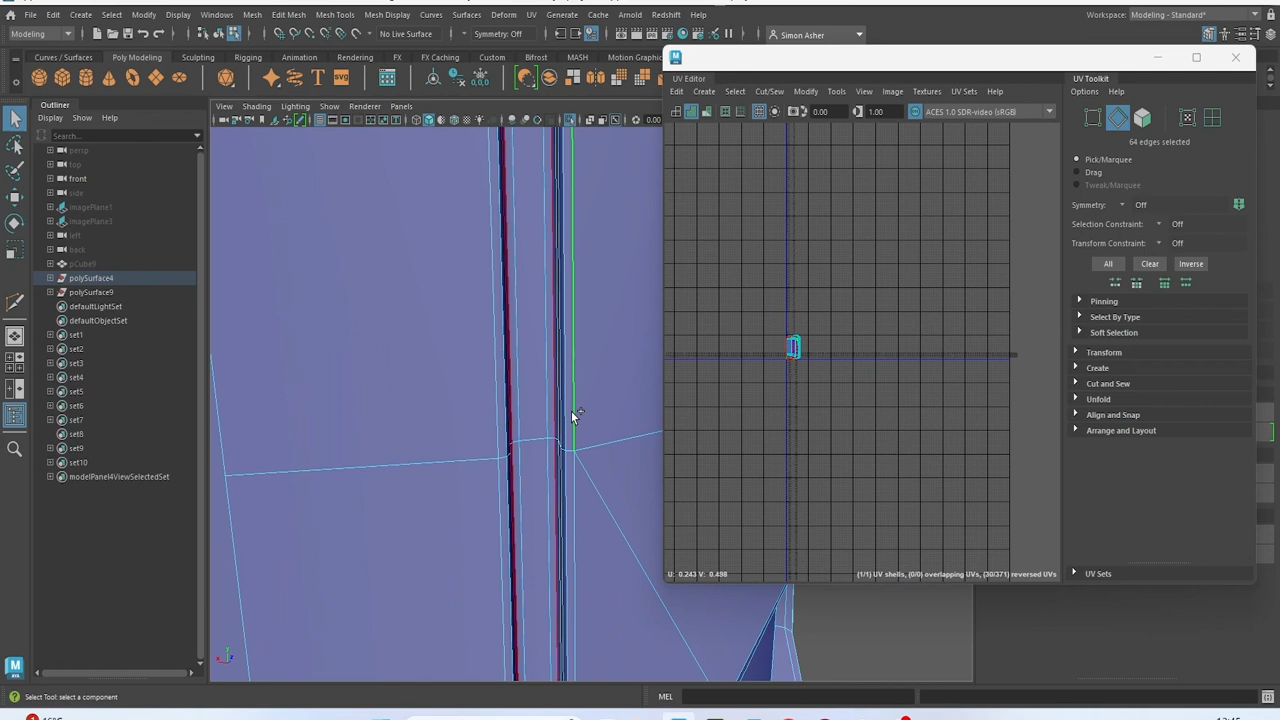 File Edit Create Select Modify Display Windows Mesh Edit Mesh Mesh Tools Mesh Display Curves Surfaces Deform UV Generate Cache Arnold Redshift Help
Workspace: Modeling - Standard*
Modeling
No Live Surface
Symmetry: Off
Simon Asher
Curves / Surfaces Poly Modeling Sculpting Rigging Animation Rendering FX FX Caching Custom Bifrost MASH Motion Graphics
Outliner
Display Show Help
Search...
persp
top
front
side
imagePlane1
imagePlane3
left
back
pCube9
polySurface4
polySurface9
defaultLightSet
defaultObjectSet
set1
set2
set3
set4
set5
set6
set7
set8
set9
set10
modelPanel4ViewSelectedSet
View Shading Lighting Show Renderer Panels
0.00
UV Editor
Edit Create Select Cut/Sew Modify Tools View Image Textures UV Sets Help
0.00 1.00 ACES 1.0 SDR-video (sRGB)
U: 0.243 V: 0.498 (1/1) UV shells, (0/0) overlapping UVs, (30/371) reversed UVs
UV Toolkit
Options Help
64 edges selected
Pick/Marquee
Drag
Tweak/Marquee
Symmetry: Off
Selection Constraint: Off
Transform Constraint: Off
All Clear Inverse
Pinning
Select By Type
Soft Selection
Transform
Create
Cut and Sew
Unfold
Align and Snap
Arrange and Layout
UV Sets
Select Tool: select a component
MEL